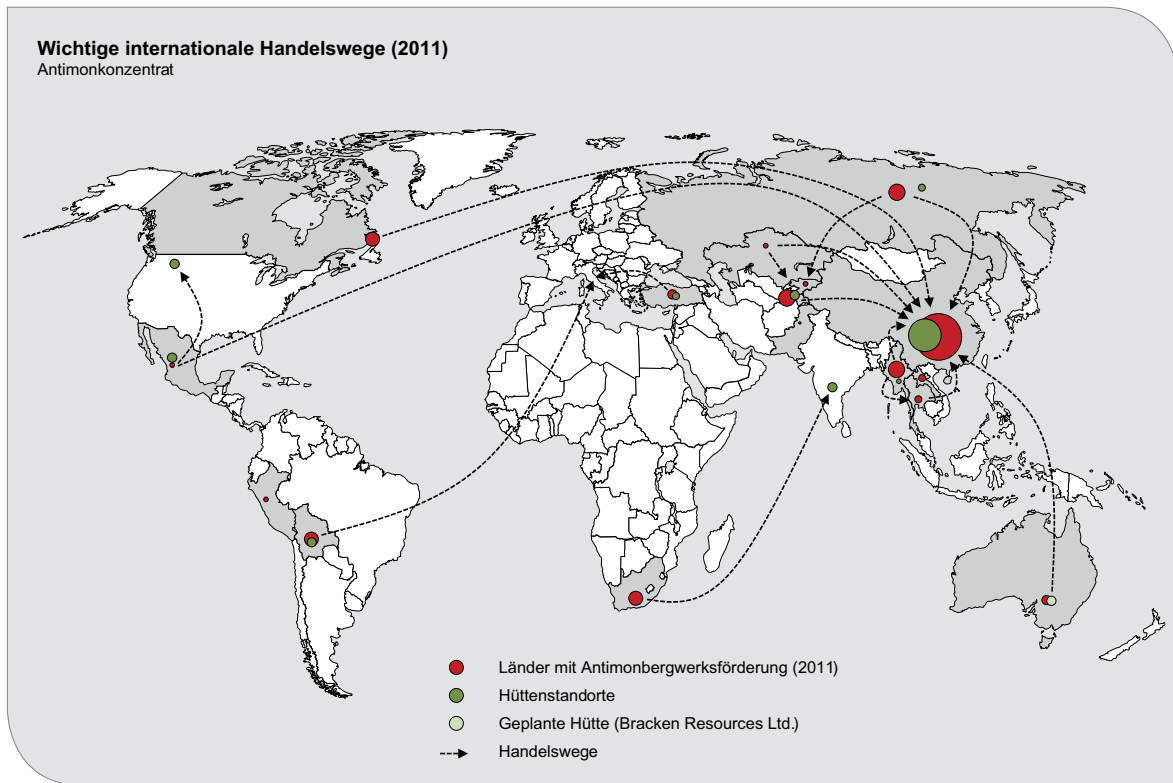 Wichtige internationale Handelswege (2011)
Antimonkonzentrat
Länder mit Antimonbergwerksförderung (2011)
Hüttenstandorte
Geplante Hütte (Bracken Resources Ltd.)
Handelswege